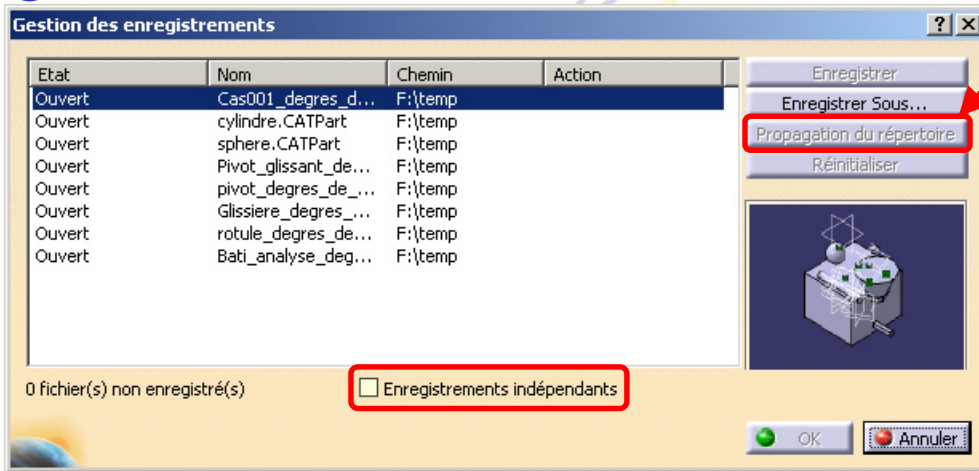 Gestion des enregistrements
Etat Nom Chemin Action
Ouvert Cas001_degres_d... F:\temp
Ouvert cylindre.CATPart F:\temp
Ouvert sphere.CATPart F:\temp
Ouvert Pivot_glissant_de... F:\temp
Ouvert pivot_degres_de_... F:\temp
Ouvert Glissiere_degres_... F:\temp
Ouvert rotule_degres_de... F:\temp
Ouvert Bati_analyse_deg... F:\temp
Enregistrer
Enregistrer Sous...
Propagation du répertoire
Réinitialiser
0 fichier(s) non enregistré(s)
Enregistrements indépendants
OK
Annuler